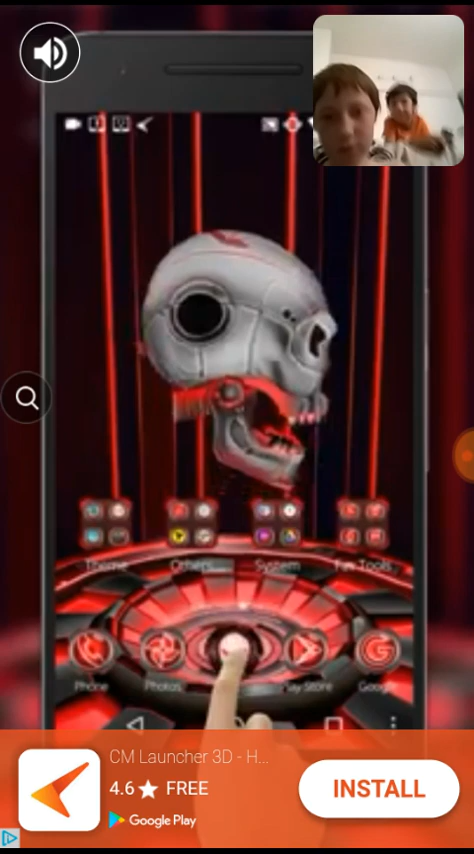 Theme Others System Fun Tools
Phone Photos Play Store Google
CM Launcher 3D - H...
4.6★ FREE
Google Play
INSTALL